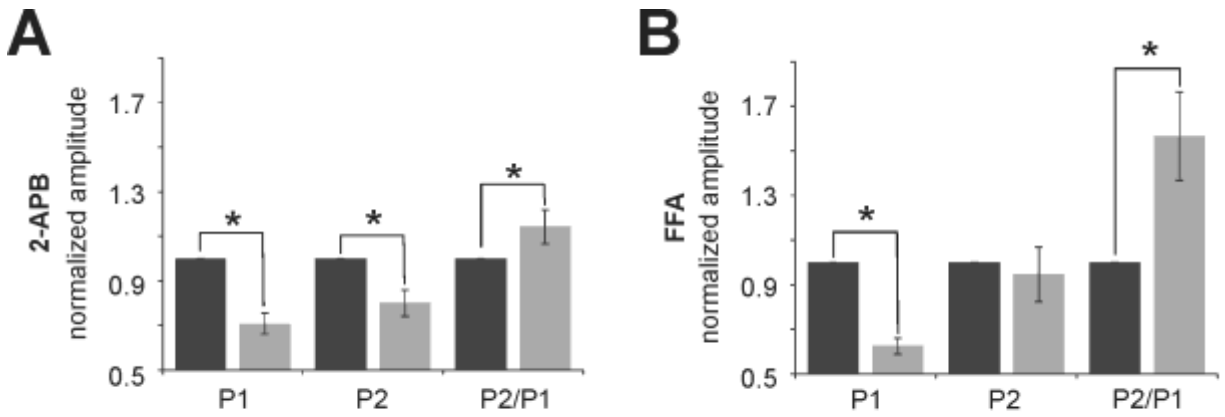 A
2-APB
normalized amplitude
1.7
1.3
0.9
0.5
*
*
*
P1
P2
P2/P1
B
FFA
normalized amplitude
1.7
1.3
0.9
0.5
*
*
P1
P2
P2/P1